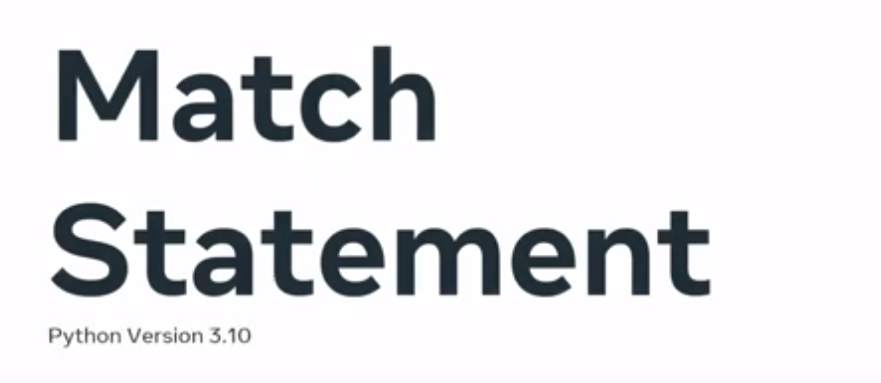 Match
Statement
Python Version 3.10